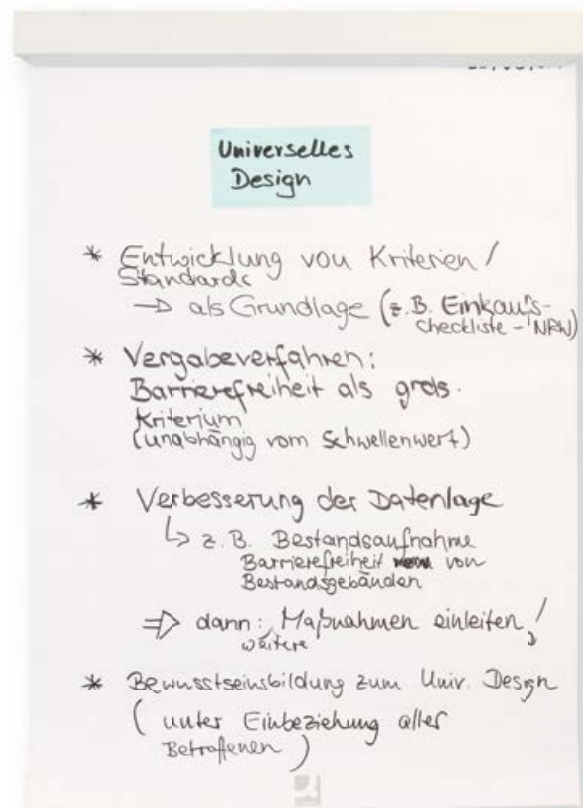 Universelles
Design
* Entwicklung von Kriterien /
Standards
→ als Grundlage (z.B. Einkaufs-
checkliste - NRW)
* Vergabeverfahren:
Barrierefreiheit als grds.
Kriterium
(unabhängig vom Schwellenwert)
* Verbesserung der Datenlage
↳ z.B. Bestandsaufnahme
Barrierefreiheit von
Bestandsgebäuden
⇒ dann: Maßnahmen einleiten!
weitere
* Bewusstseinsbildung zum Univ. Design
(unter Einbeziehung aller
Betroffenen)